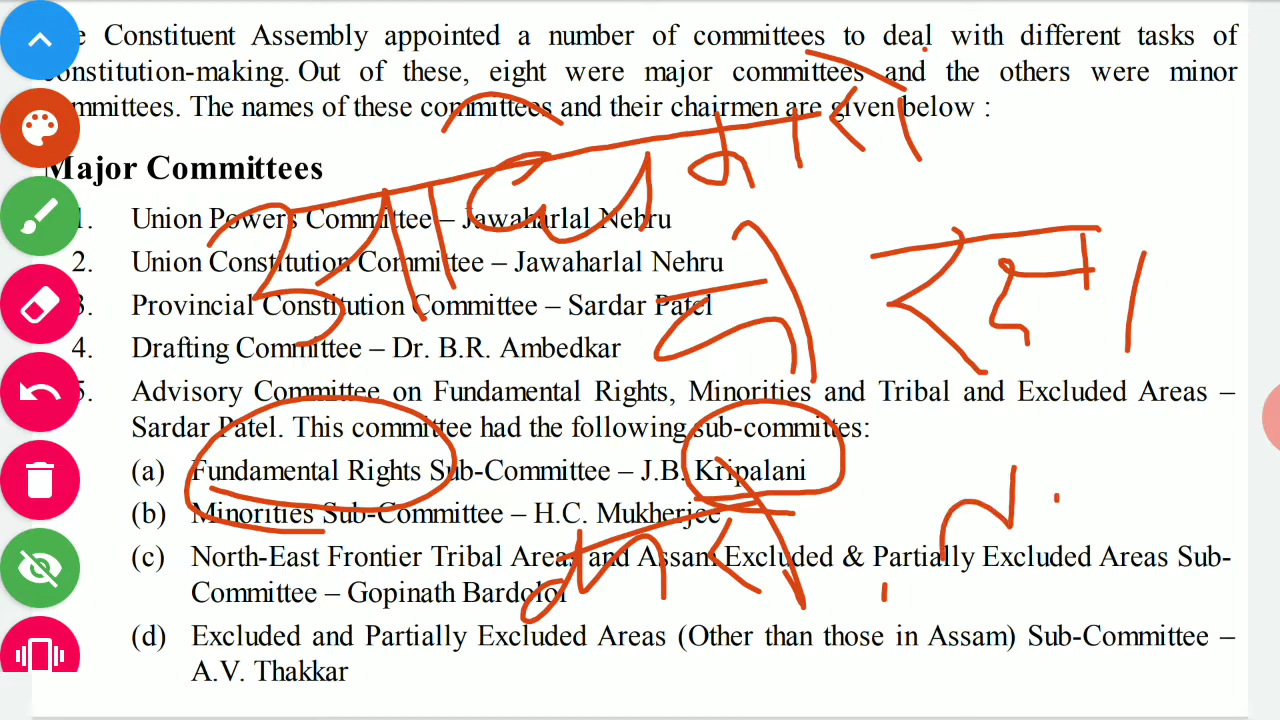 Constituent Assembly appointed a number of committees to deal with different tasks of
onstitution-making. Out of these, eight were major committees and the others were minor
mmittees. The names of these committees and their chairmen are given below :
Major Committees
1. Union Powers Committee – Jawaharlal Nehru
2. Union Constitution Committee – Jawaharlal Nehru
3. Provincial Constitution Committee – Sardar Patel
4. Drafting Committee – Dr. B.R. Ambedkar
5. Advisory Committee on Fundamental Rights, Minorities and Tribal and Excluded Areas –
Sardar Patel. This committee had the following sub-committes:
(a) Fundamental Rights Sub-Committee – J.B. Kripalani
(b) Minorities Sub-Committee – H.C. Mukherjee
(c) North-East Frontier Tribal Areas and Assam Excluded & Partially Excluded Areas Sub-
Committee – Gopinath Bardoloi
(d) Excluded and Partially Excluded Areas (Other than those in Assam) Sub-Committee –
A.V. Thakkar